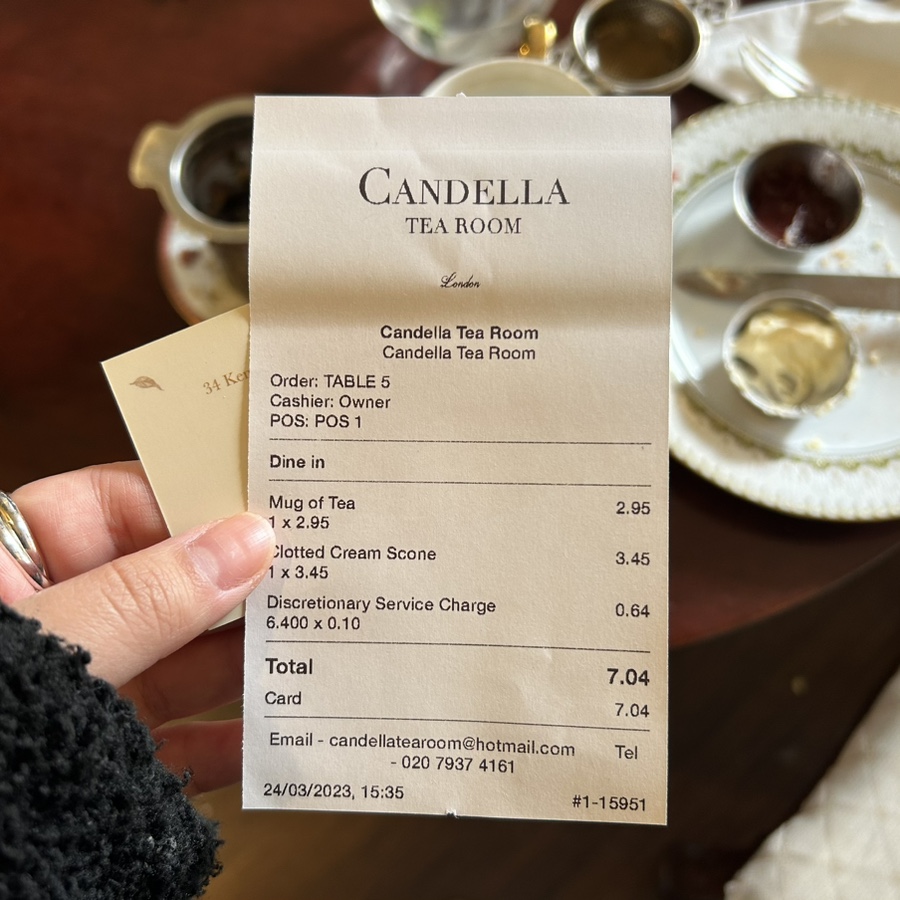 CANDELLA
TEA ROOM
London
Candella Tea Room
Candella Tea Room
Order: TABLE 5
Cashier: Owner
POS: POS 1
Dine in
Mug of Tea 2.95
1 x 2.95
Clotted Cream Scone 3.45
1 x 3.45
Discretionary Service Charge 0.64
6.400 x 0.10
Total 7.04
Card 7.04
Email - candellatearoom@hotmail.com Tel
- 020 7937 4161
24/03/2023, 15:35 #1-15951
34